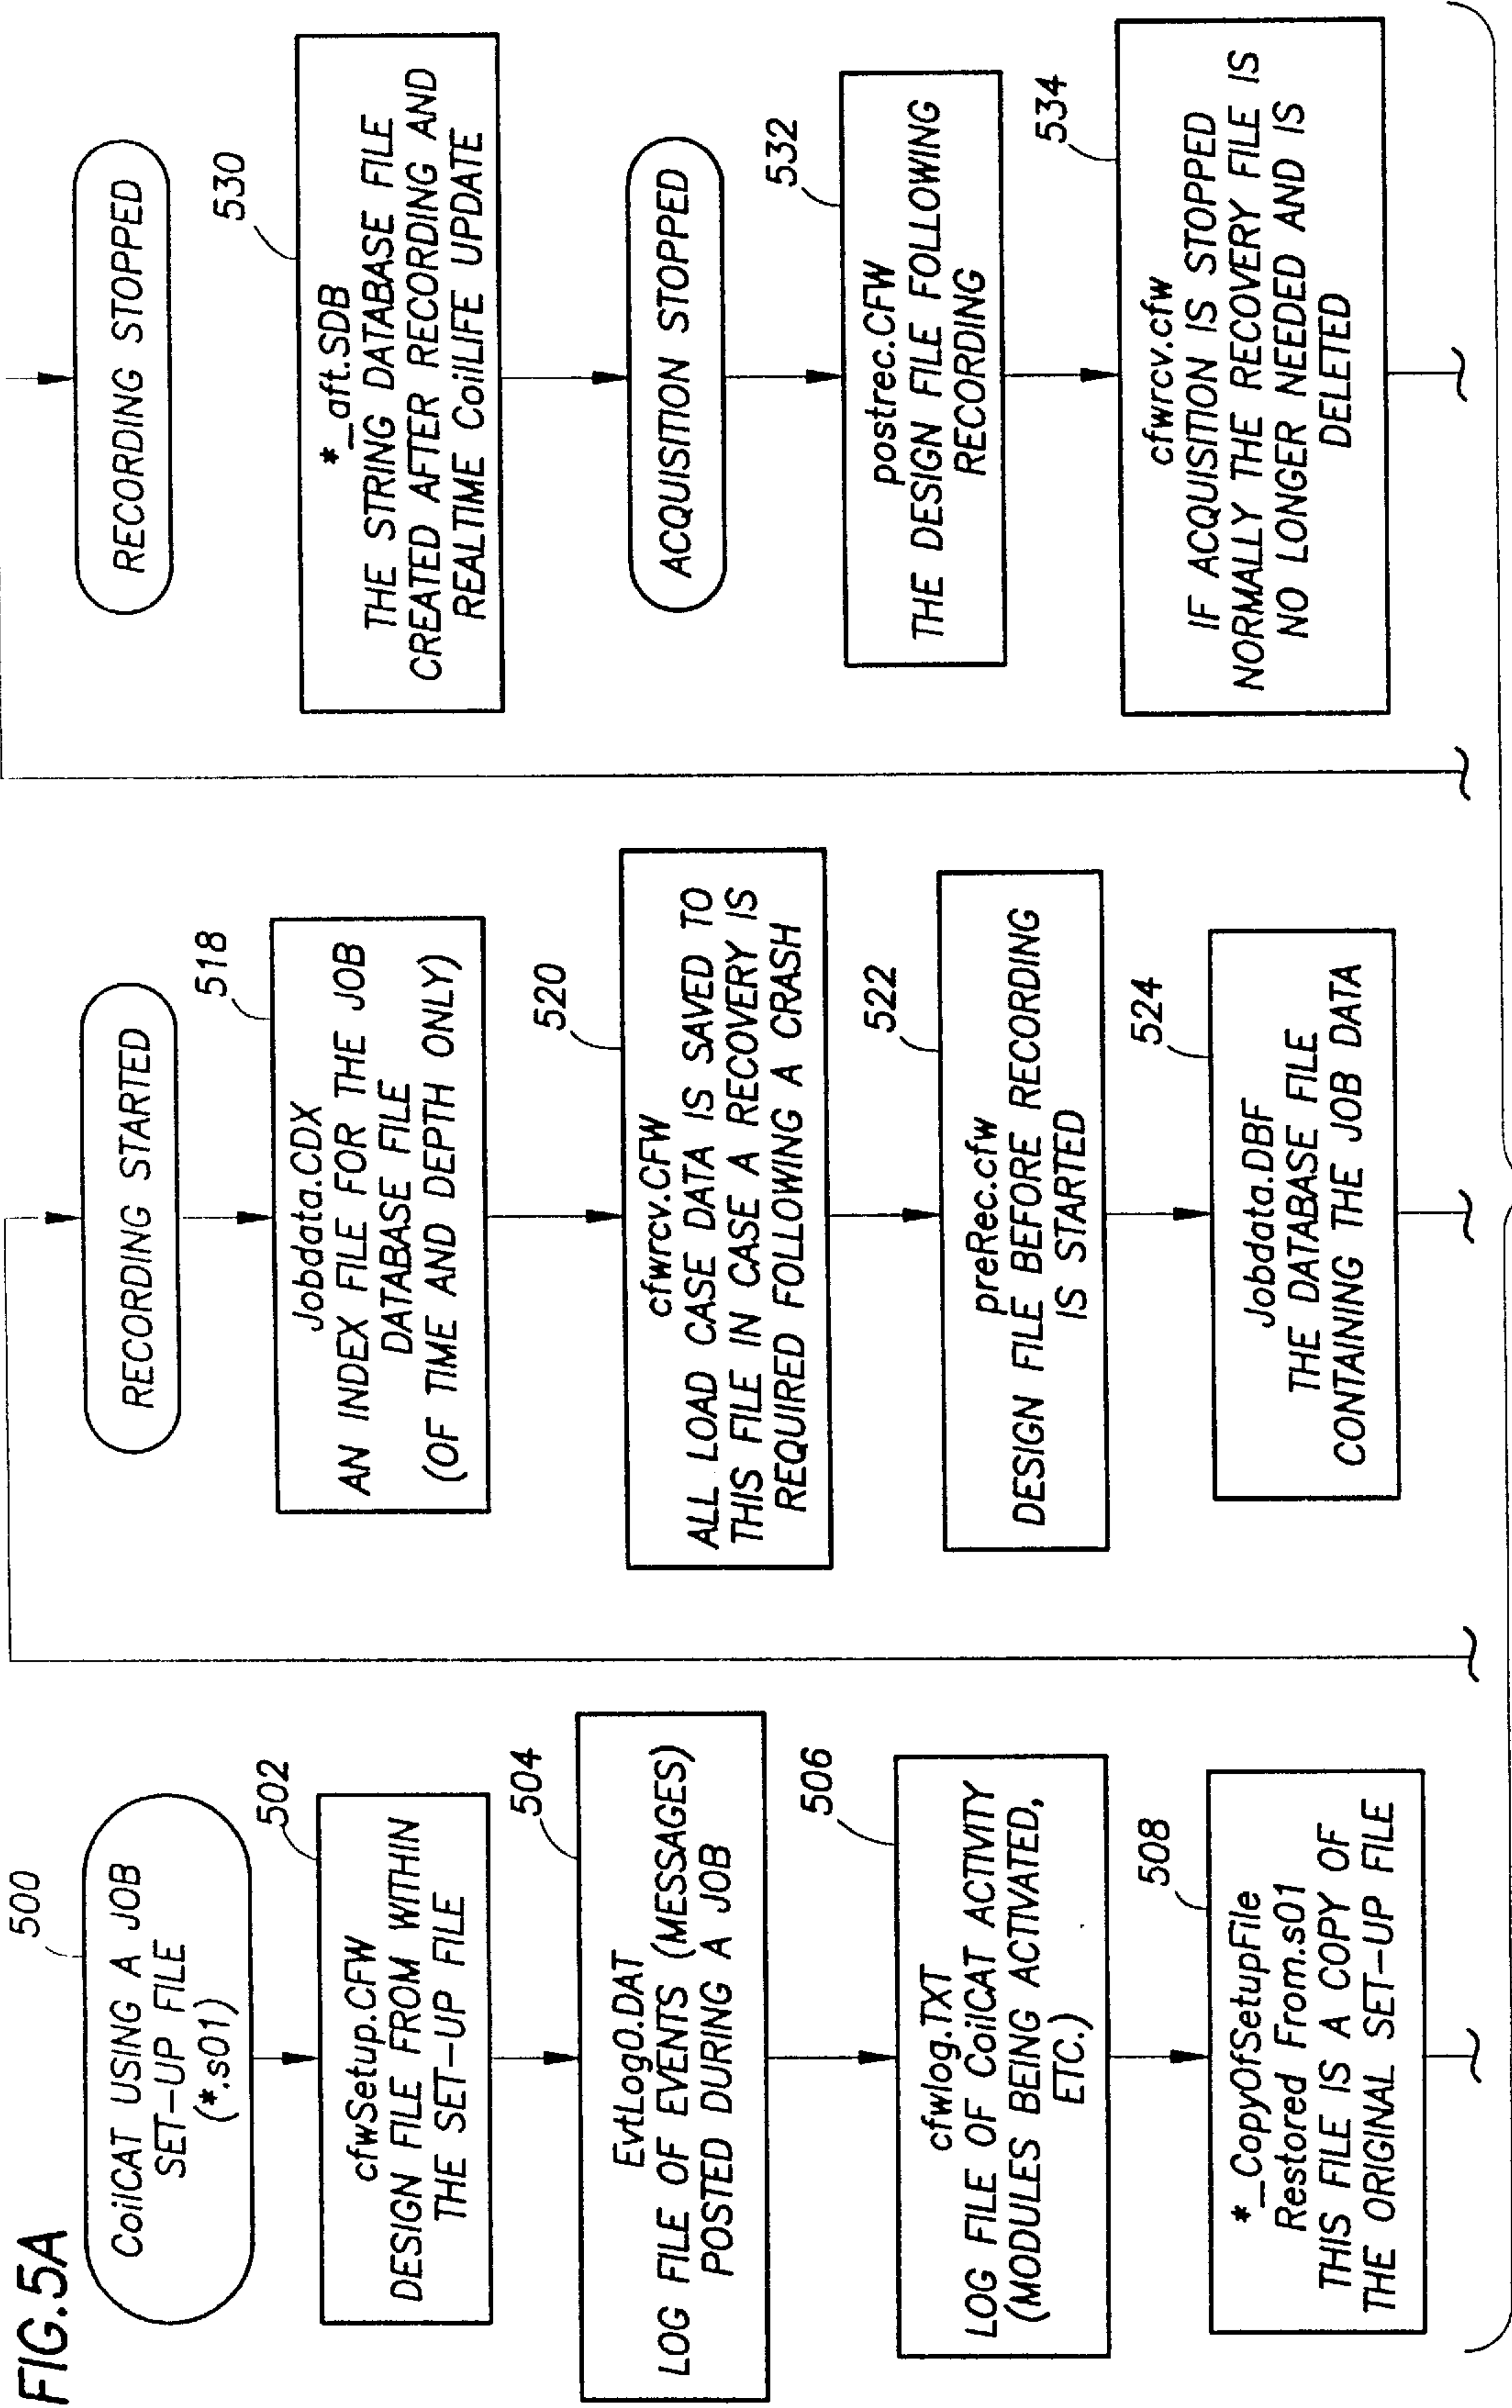 FIG.5A
500
CoilCAT USING A JOB
SET-UP FILE
(*.s01)
502
cfwSetup.CFW
DESIGN FILE FROM WITHIN
THE SET-UP FILE
504
EvtLog0.DAT
LOG FILE OF EVENTS (MESSAGES)
POSTED DURING A JOB
506
cfwlog.TXT
LOG FILE OF CoilCAT ACTIVITY
(MODULES BEING ACTIVATED,
ETC.)
508
*_CopyOfSetupFile
Restored From.s01
THIS FILE IS A COPY OF
THE ORIGINAL SET-UP FILE
RECORDING STARTED
518
Jobdata.CDX
AN INDEX FILE FOR THE JOB
DATABASE FILE
(OF TIME AND DEPTH ONLY)
520
cfwrcv.CFW
ALL LOAD CASE DATA IS SAVED TO
THIS FILE IN CASE A RECOVERY IS
REQUIRED FOLLOWING A CRASH
522
preRec.cfw
DESIGN FILE BEFORE RECORDING
IS STARTED
524
Jobdata.DBF
THE DATABASE FILE
CONTAINING THE JOB DATA
RECORDING STOPPED
530
*_aft.SDB
THE STRING DATABASE FILE
CREATED AFTER RECORDING AND
REALTIME CoilLIFE UPDATE
ACQUISITION STOPPED
532
postrec.CFW
THE DESIGN FILE FOLLOWING
RECORDING
534
cfwrcv.cfw
IF ACQUISITION IS STOPPED
NORMALLY THE RECOVERY FILE IS
NO LONGER NEEDED AND IS
DELETED